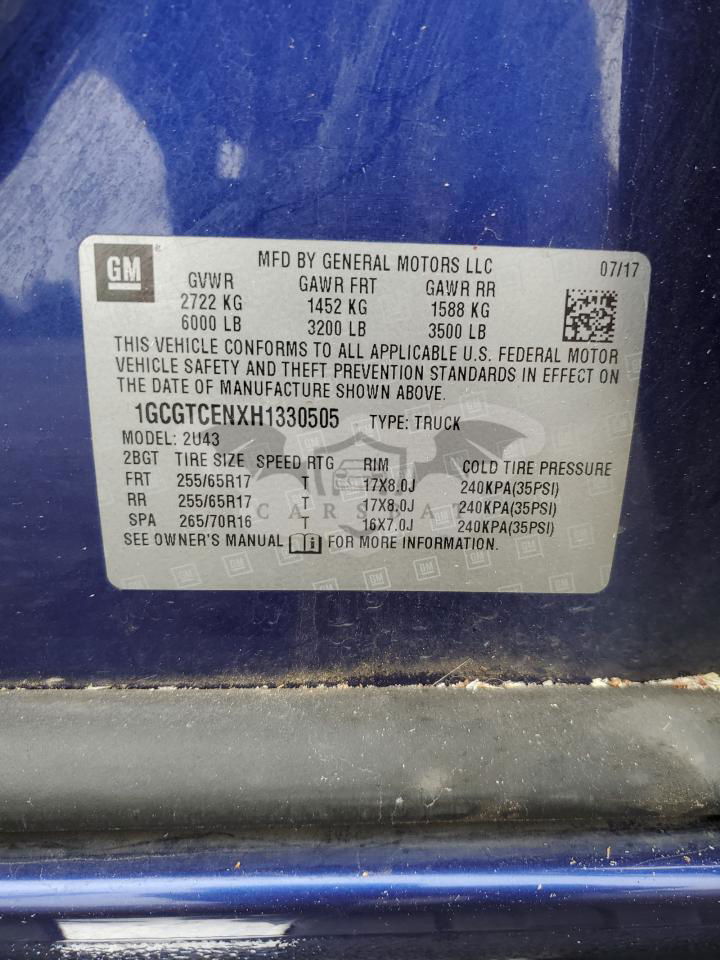 GM
MFD BY GENERAL MOTORS LLC 07/17
GVWR GAWR FRT GAWR RR
2722 KG 1452 KG 1588 KG
6000 LB 3200 LB 3500 LB
THIS VEHICLE CONFORMS TO ALL APPLICABLE U.S. FEDERAL MOTOR
VEHICLE SAFETY AND THEFT PREVENTION STANDARDS IN EFFECT ON
THE DATE OF MANUFACTURE SHOWN ABOVE.
1GCGTCENXH1330505 TYPE: TRUCK
MODEL: 2U43
2BGT TIRE SIZE SPEED RTG RIM COLD TIRE PRESSURE
FRT 255/65R17 T 17X8.0J 240KPA(35PSI)
RR 255/65R17 T 17X8.0J 240KPA(35PSI)
CARSBAT
SPA 265/70R16 T 16X7.0J 240KPA(35PSI)
SEE OWNER'S MANUAL FOR MORE INFORMATION.